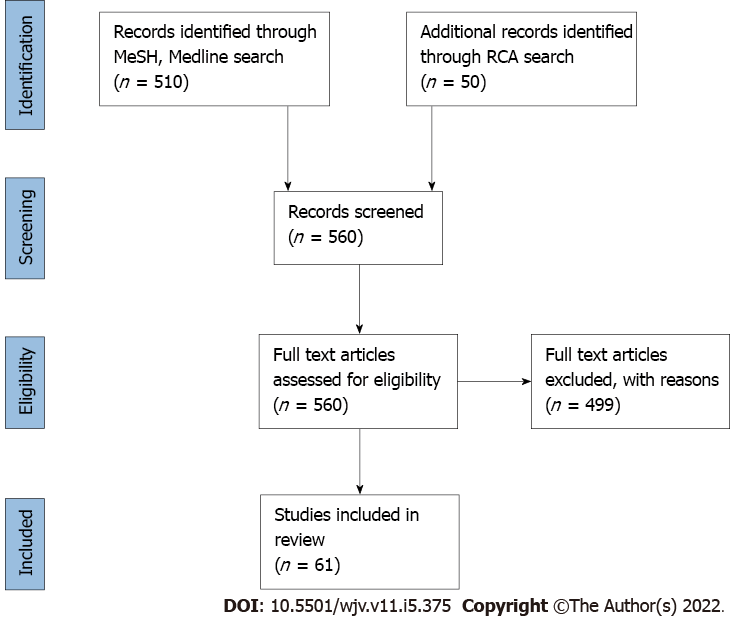 Identification
Records identified through
MeSH, Medline search
(n = 510)
Additional records identified
through RCA search
(n = 50)
Screening
Records screened
(n = 560)
Eligibility
Full text articles
assessed for eligibility
(n = 560)
Full text articles
excluded, with reasons
(n = 499)
Included
Studies included in
review
(n = 61)
DOI: 10.5501/wjv.v11.i5.375 Copyright ©The Author(s) 2022.